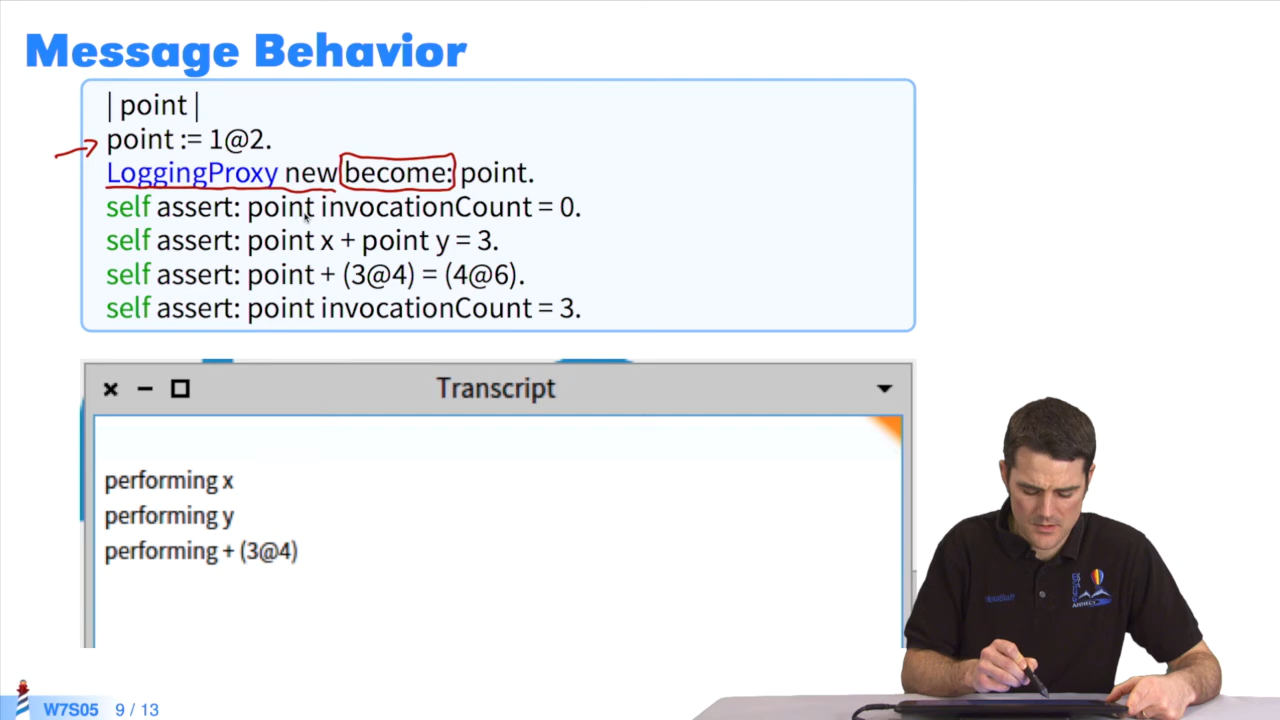 Message Behavior
| point |
point := 1@2.
LoggingProxy new become: point.
self assert: point invocationCount = 0.
self assert: point x + point y = 3.
self assert: point + (3@4) = (4@6).
self assert: point invocationCount = 3.
Transcript
performing x
performing y
performing + (3@4)
W7S05 9 / 13